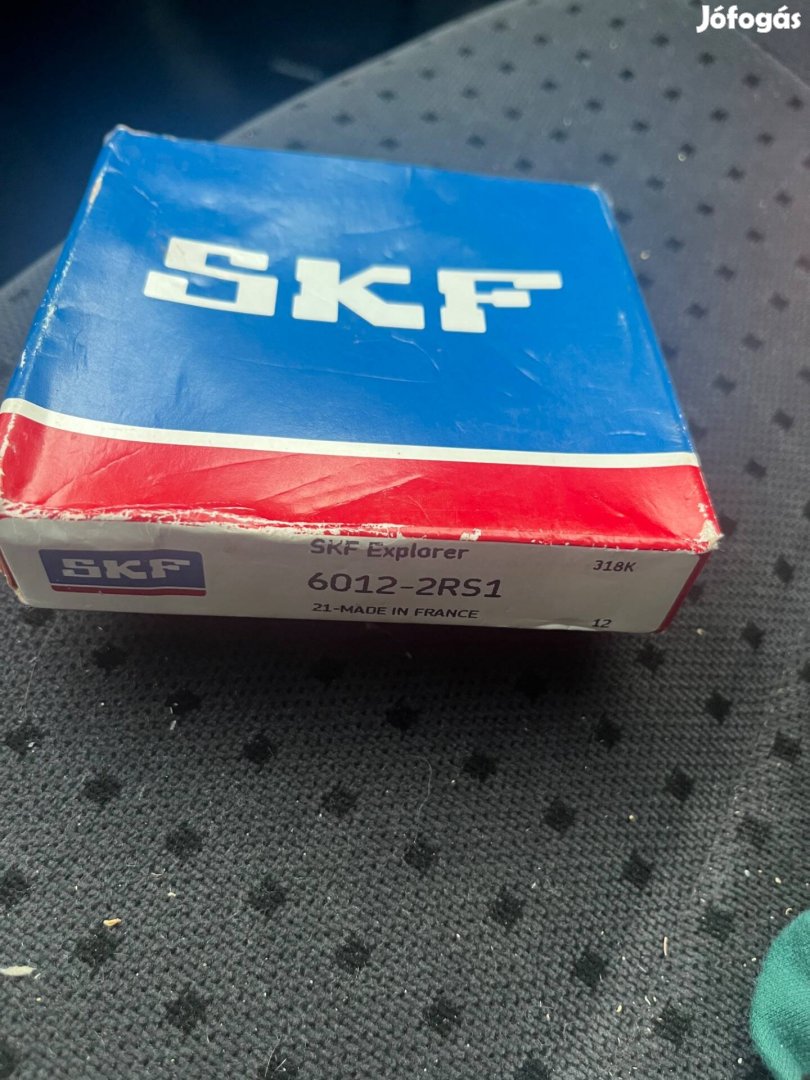 Jófogás
SKF
SKF
SKF Explorer
318K
6012-2RS1
21-MADE IN FRANCE
12